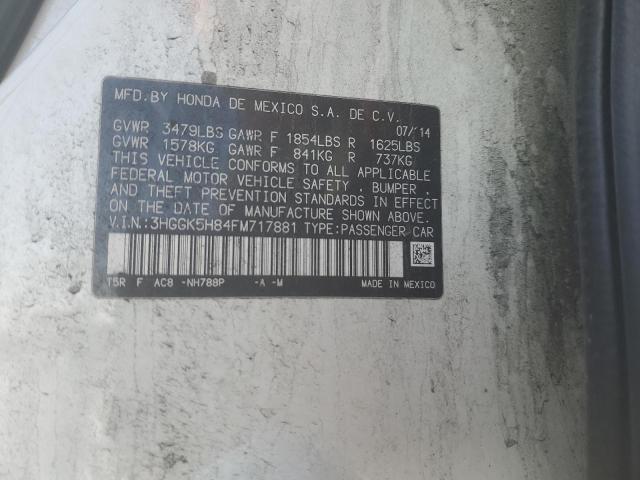 MFD. BY HONDA DE MEXICO S.A. DE C.V.
07/'14
GVWR 3479LBS GAWR F 1854LBS R 1625LBS
GVWR 1578KG GAWR F 841KG R 737KG
THIS VEHICLE CONFORMS TO ALL APPLICABLE
FEDERAL MOTOR VEHICLE SAFETY . BUMPER ,
AND THEFT PREVENTION STANDARDS IN EFFECT
ON THE DATE OF MANUFACTURE SHOWN ABOVE.
V.I.N.:3HGGK5H84FM717881 TYPE:PASSENGER CAR
T5R F AC8 -NH788P -A -M
MADE IN MEXICO